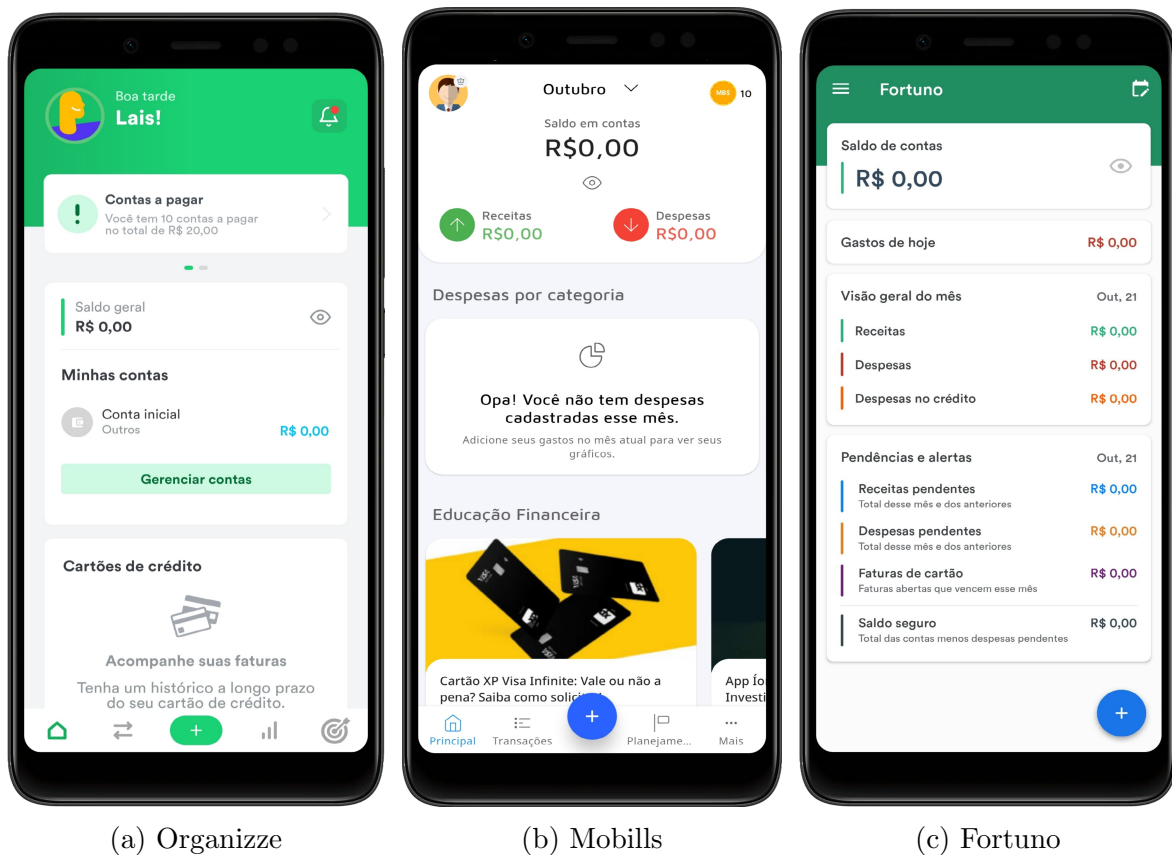 Boa tarde
Lais!
Contas a pagar
Você tem 10 contas a pagar
no total de R$ 20,00
Saldo geral
R$ 0,00
Minhas contas
Conta inicial
Outros
R$ 0,00
Gerenciar contas
Cartões de crédito
Acompanhe suas faturas
Tenha um histórico a longo prazo
do seu cartão de crédito.
(a) Organizze
Outubro
MBS 10
Saldo em contas
R$0,00
Receitas
R$0,00
Despesas
R$0,00
Despesas por categoria
Opa! Você não tem despesas
cadastradas esse mês.
Adicione seus gastos no mês atual para ver seus
gráficos.
Educação Financeira
VISA
Cartão XP Visa Infinite: Vale ou não a
pena? Saiba como
App
Investi
Principal
Transações
Planejame...
Mais
(b) Mobills
Fortuno
Saldo de contas
R$ 0,00
Gastos de hoje R$ 0,00
Visão geral do mês Out, 21
Receitas R$ 0,00
Despesas R$ 0,00
Despesas no crédito R$ 0,00
Pendências e alertas Out, 21
Receitas pendentes R$ 0,00
Total desse mês e dos anteriores
Despesas pendentes R$ 0,00
Total desse mês e dos anteriores
Faturas de cartão R$ 0,00
Faturas abertas que vencem esse mês
Saldo seguro R$ 0,00
Total das contas menos despesas pendentes
(c) Fortuno